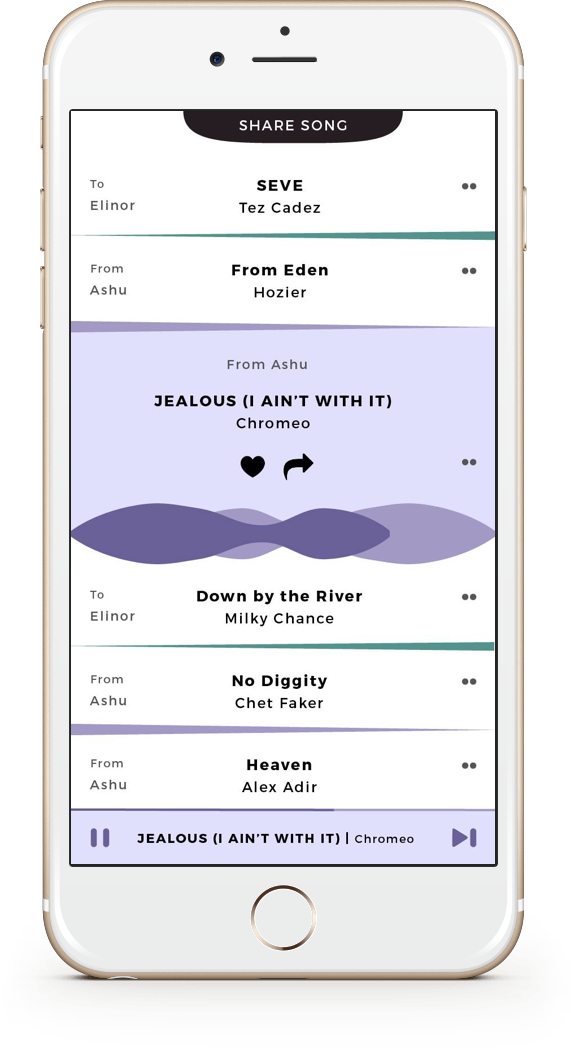 SHARE SONG
To
Elinor
SEVE
Tez Cadez
From
Ashu
From Eden
Hozier
From Ashu
JEALOUS (I AIN'T WITH IT)
Chromeo
To
Elinor
Down by the River
Milky Chance
From
Ashu
No Diggity
Chet Faker
From
Ashu
Heaven
Alex Adir
JEALOUS (I AIN'T WITH IT) | Chromeo